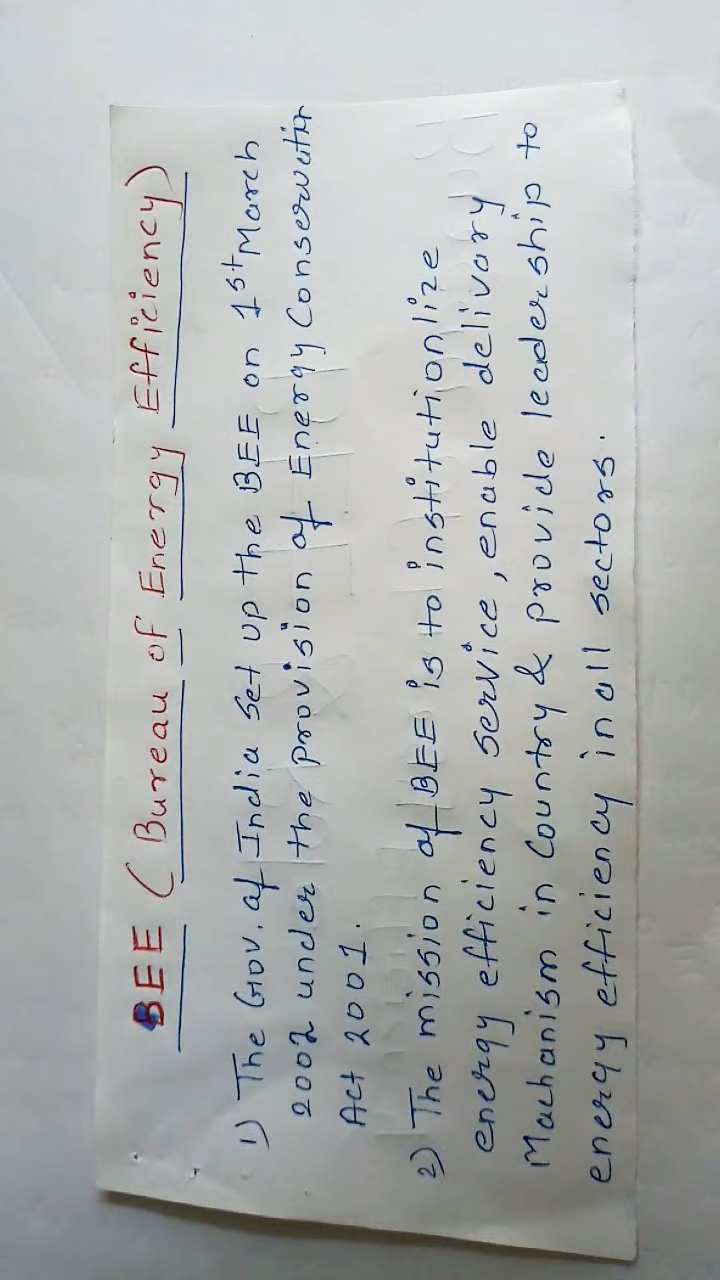 BEE (Bureau of Energy Efficiency)
1) The Gov. of India set up the BEE on 1st March
2002 under the provision of Energy Conservation
Act 2001.
2) The mission of BEE is to institutionlize
energy efficiency service, enable delivary
Machanism in country & provide leadership to
energy efficiency in all sectors.